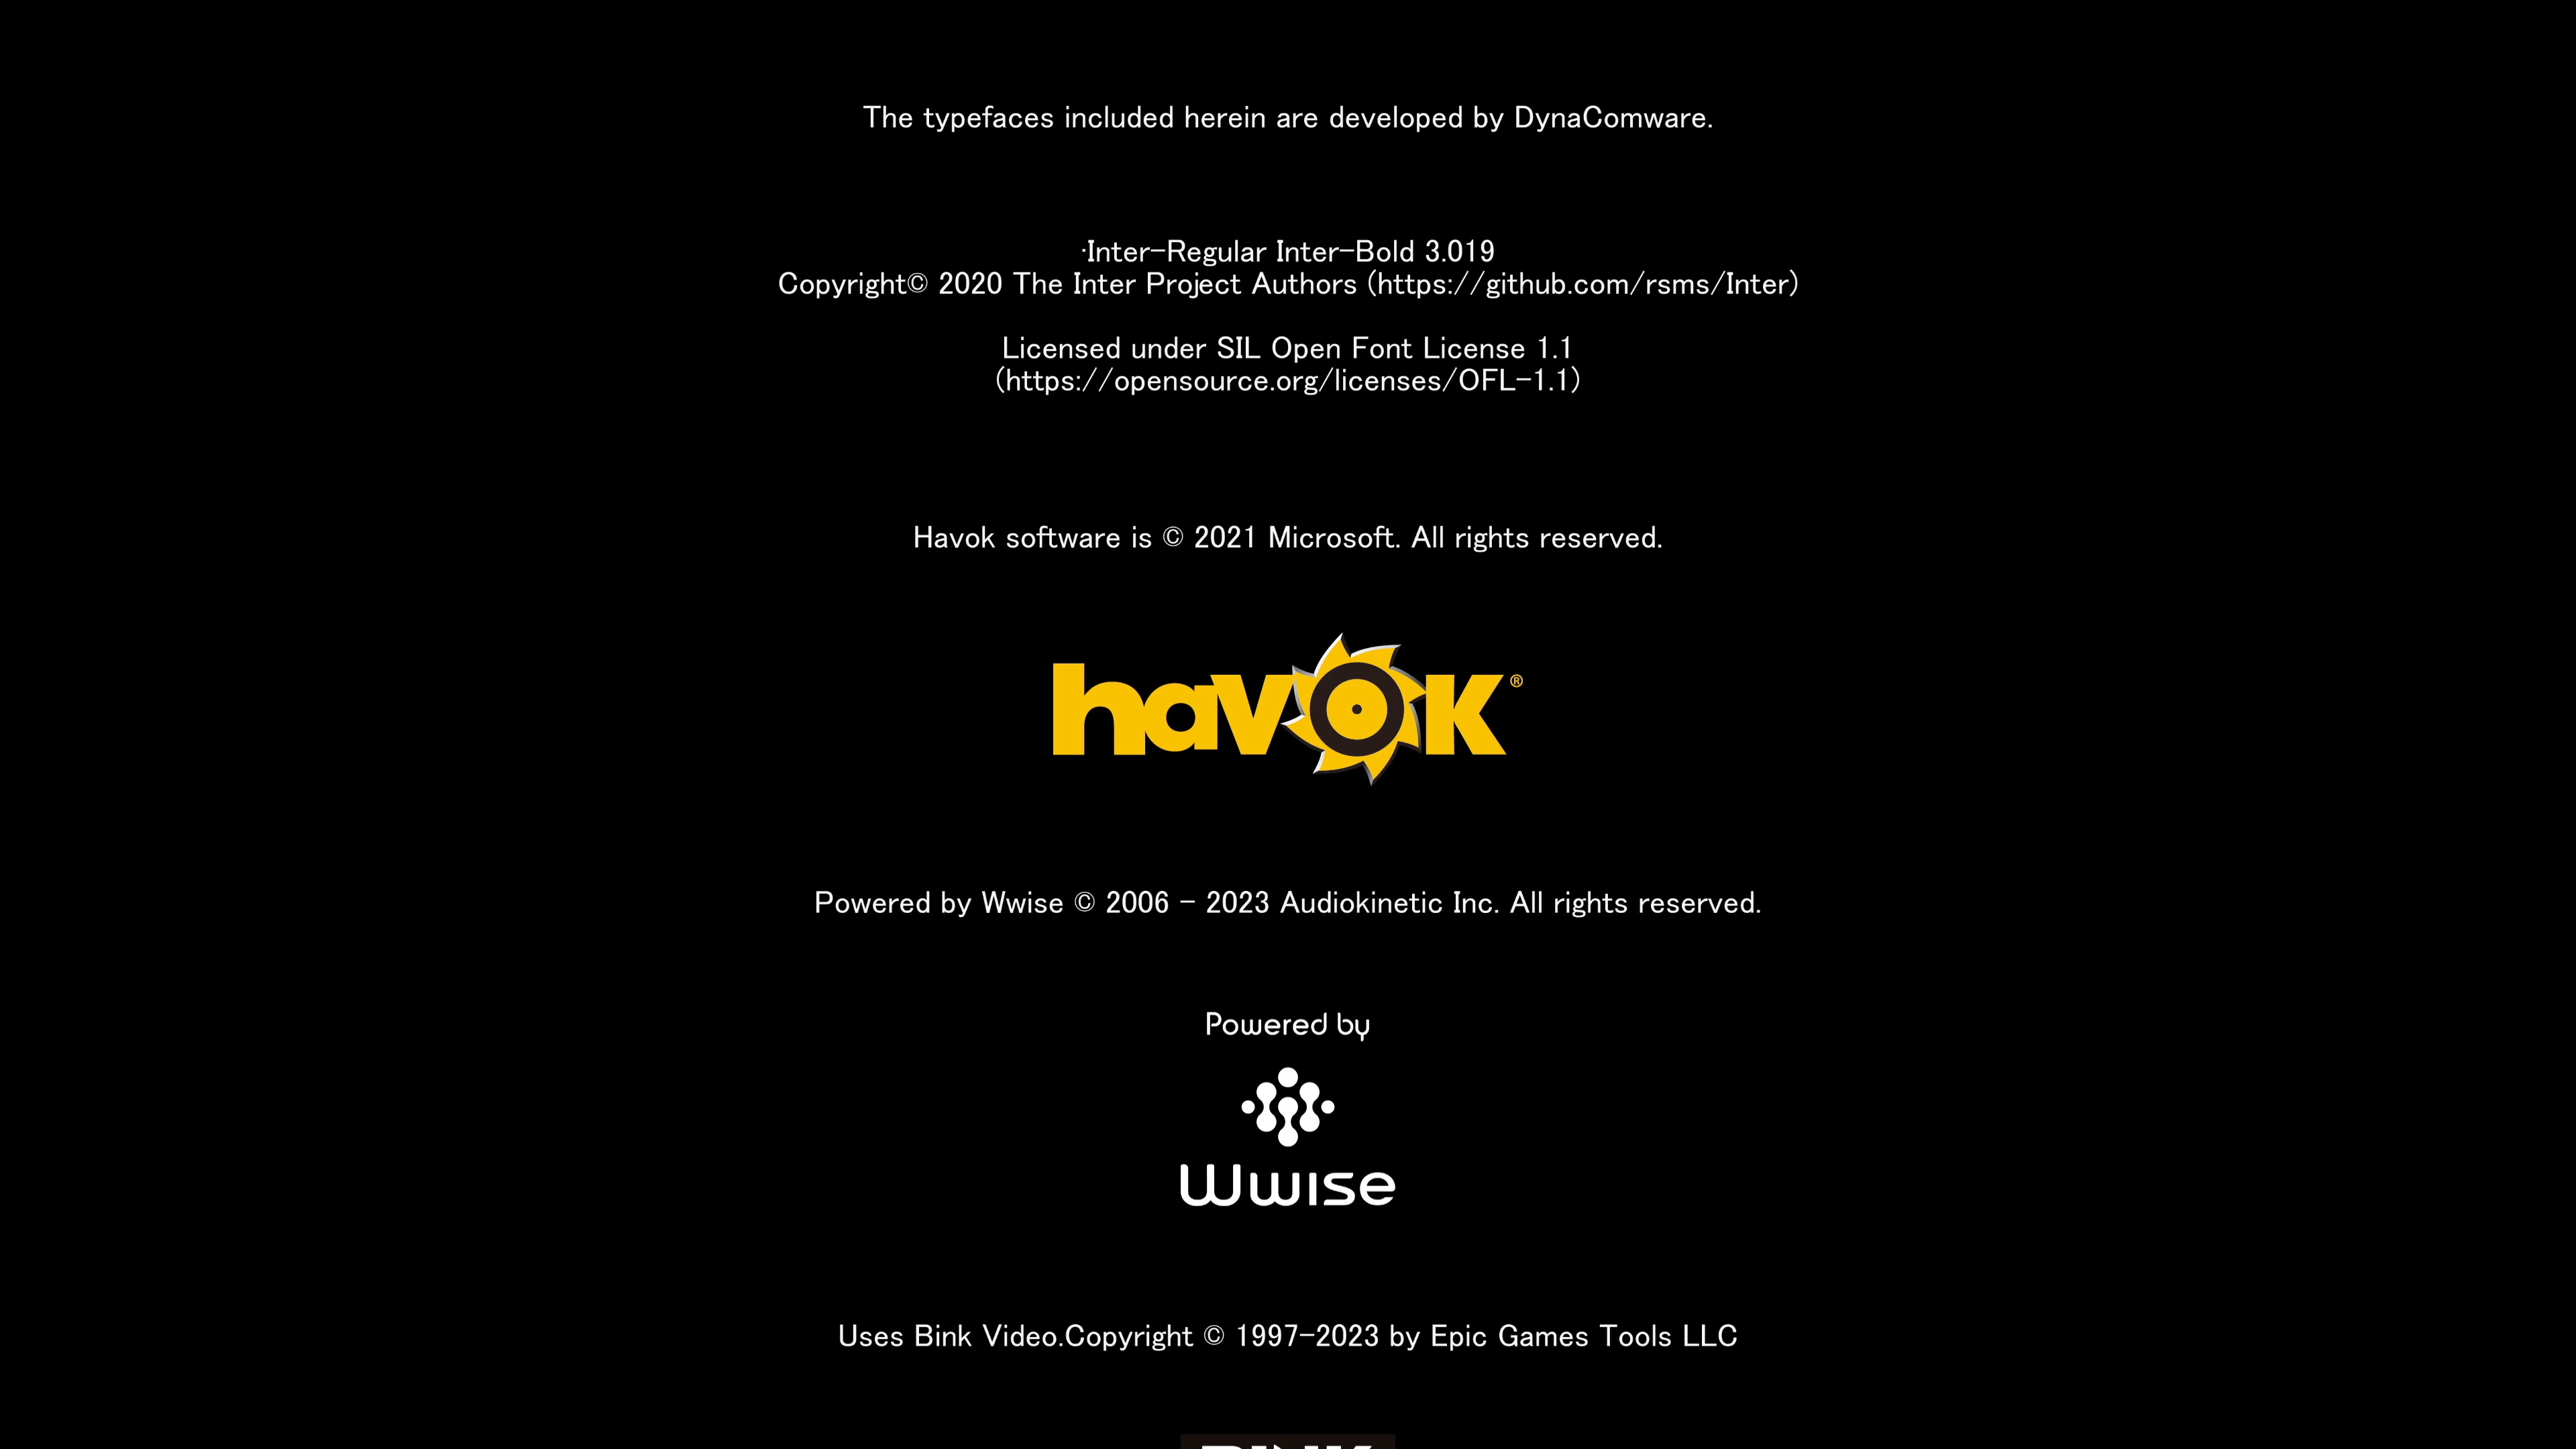 The typefaces included herein are developed by DynaComware.
·Inter-Regular Inter-Bold 3.019
Copyright© 2020 The Inter Project Authors (https://github.com/rsms/Inter)
Licensed under SIL Open Font License 1.1
(https://opensource.org/licenses/OFL-1.1)
Havok software is © 2021 Microsoft. All rights reserved.
havok®
Powered by Wwise © 2006 - 2023 Audiokinetic Inc. All rights reserved.
Powered by
Wwise
Uses Bink Video.Copyright © 1997-2023 by Epic Games Tools LLC